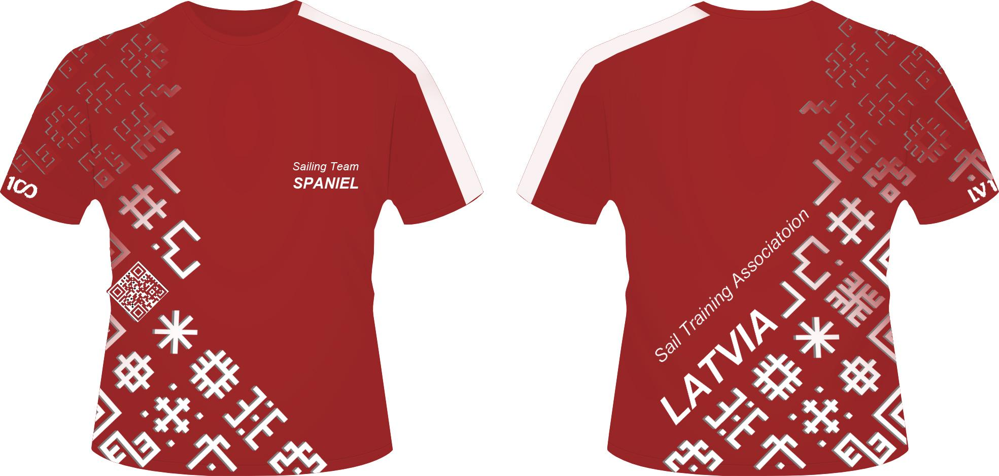 100
Sailing Team
SPANIEL
Sail Training Associatoion
LATVIA
LV1